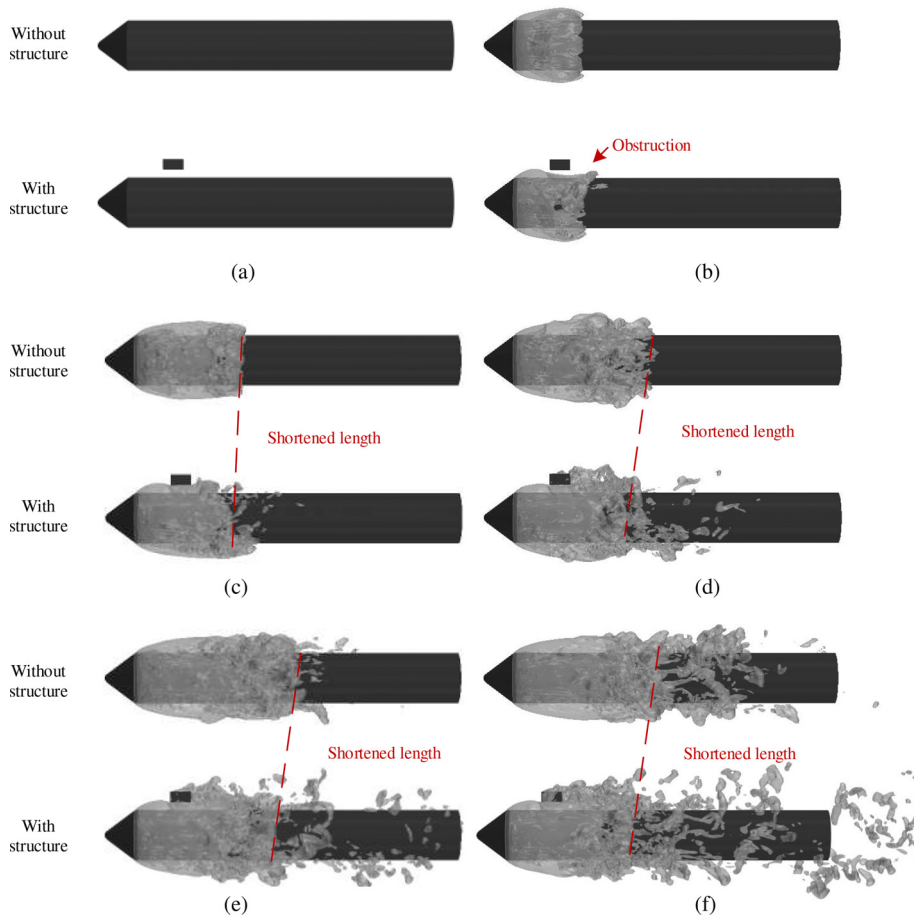 Without
structure
With
structure
Obstruction
(a)
(b)
Without
structure
Shortened length
Shortened length
With
structure
(c)
(d)
Without
structure
Shortened length
Shortened length
With
structure
(e)
(f)